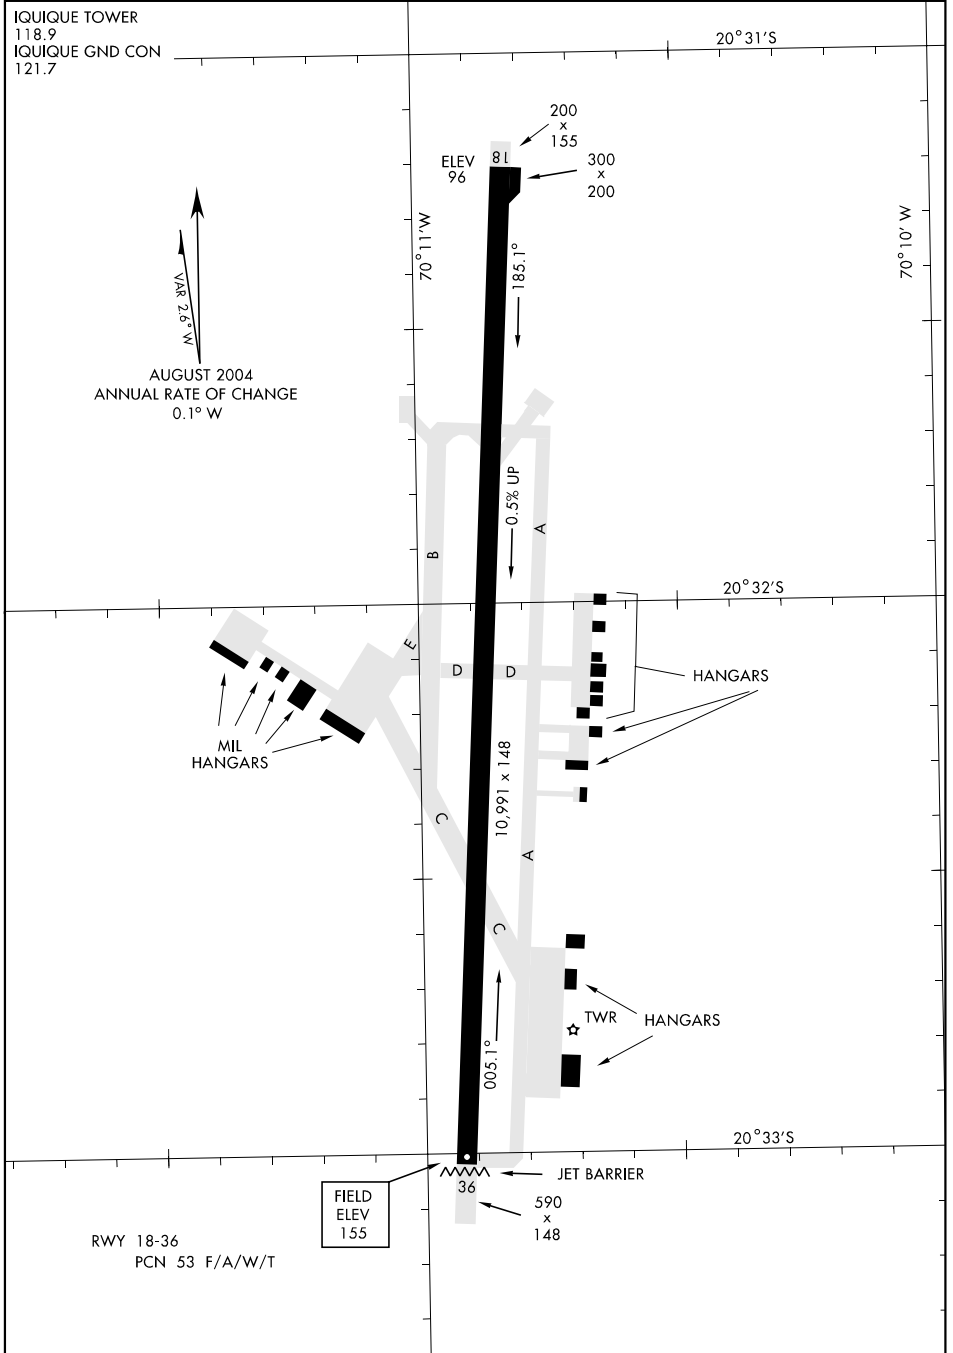 IQUIQUE TOWER
118.9
IQUIQUE GND CON
121.7
20°31'S
200
x
155
18
ELEV
96
300
x
200
70°11'W
70°10' W
185.1°
VAR 2.6° W
AUGUST 2004
ANNUAL RATE OF CHANGE
0.1° W
0.5% UP
A
B
20°32'S
E
D
D
HANGARS
MIL
HANGARS
10,991 x 148
C
A
C
TWR
HANGARS
005.1°
20°33'S
JET BARRIER
36
FIELD
ELEV
155
590
x
148
RWY 18-36
PCN 53 F/A/W/T